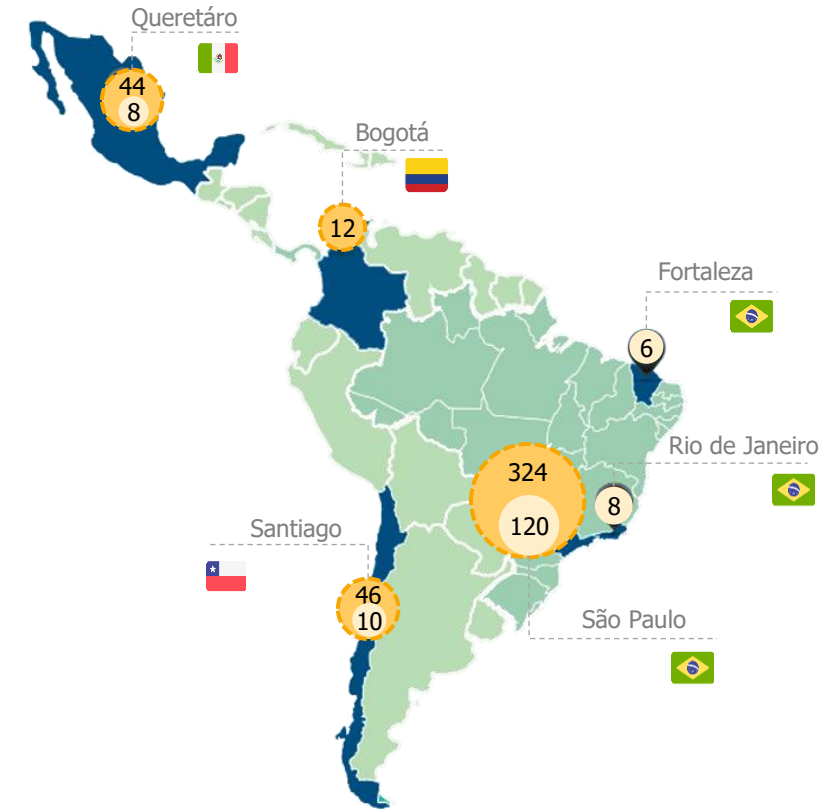 Queretáro
44
8
Bogotá
12
Fortaleza
6
Rio de Janeiro
324
120
8
Santiago
46
10
São Paulo